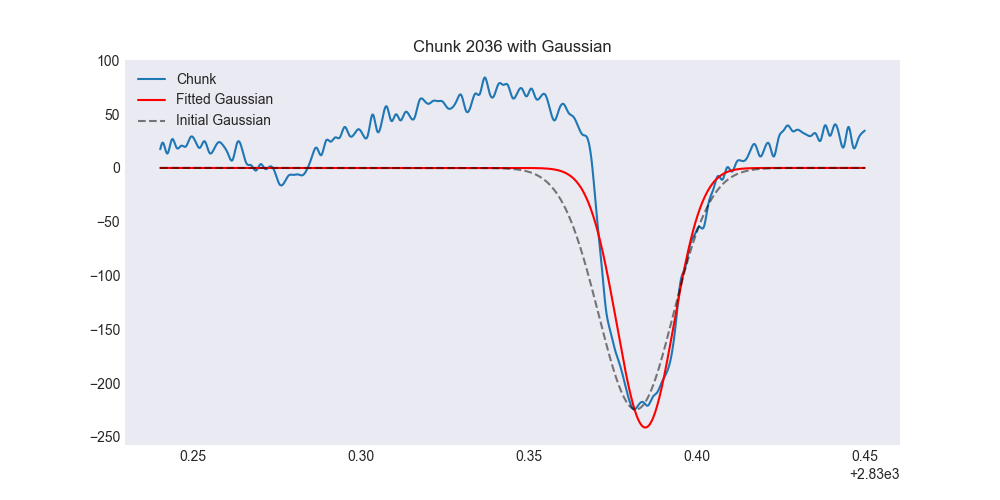 Chunk 2036 with Gaussian
100
50
0
−50
−100
−150
−200
−250
Chunk
Fitted Gaussian
Initial Gaussian
0.25
0.30
0.35
0.40
0.45
+2.83e3